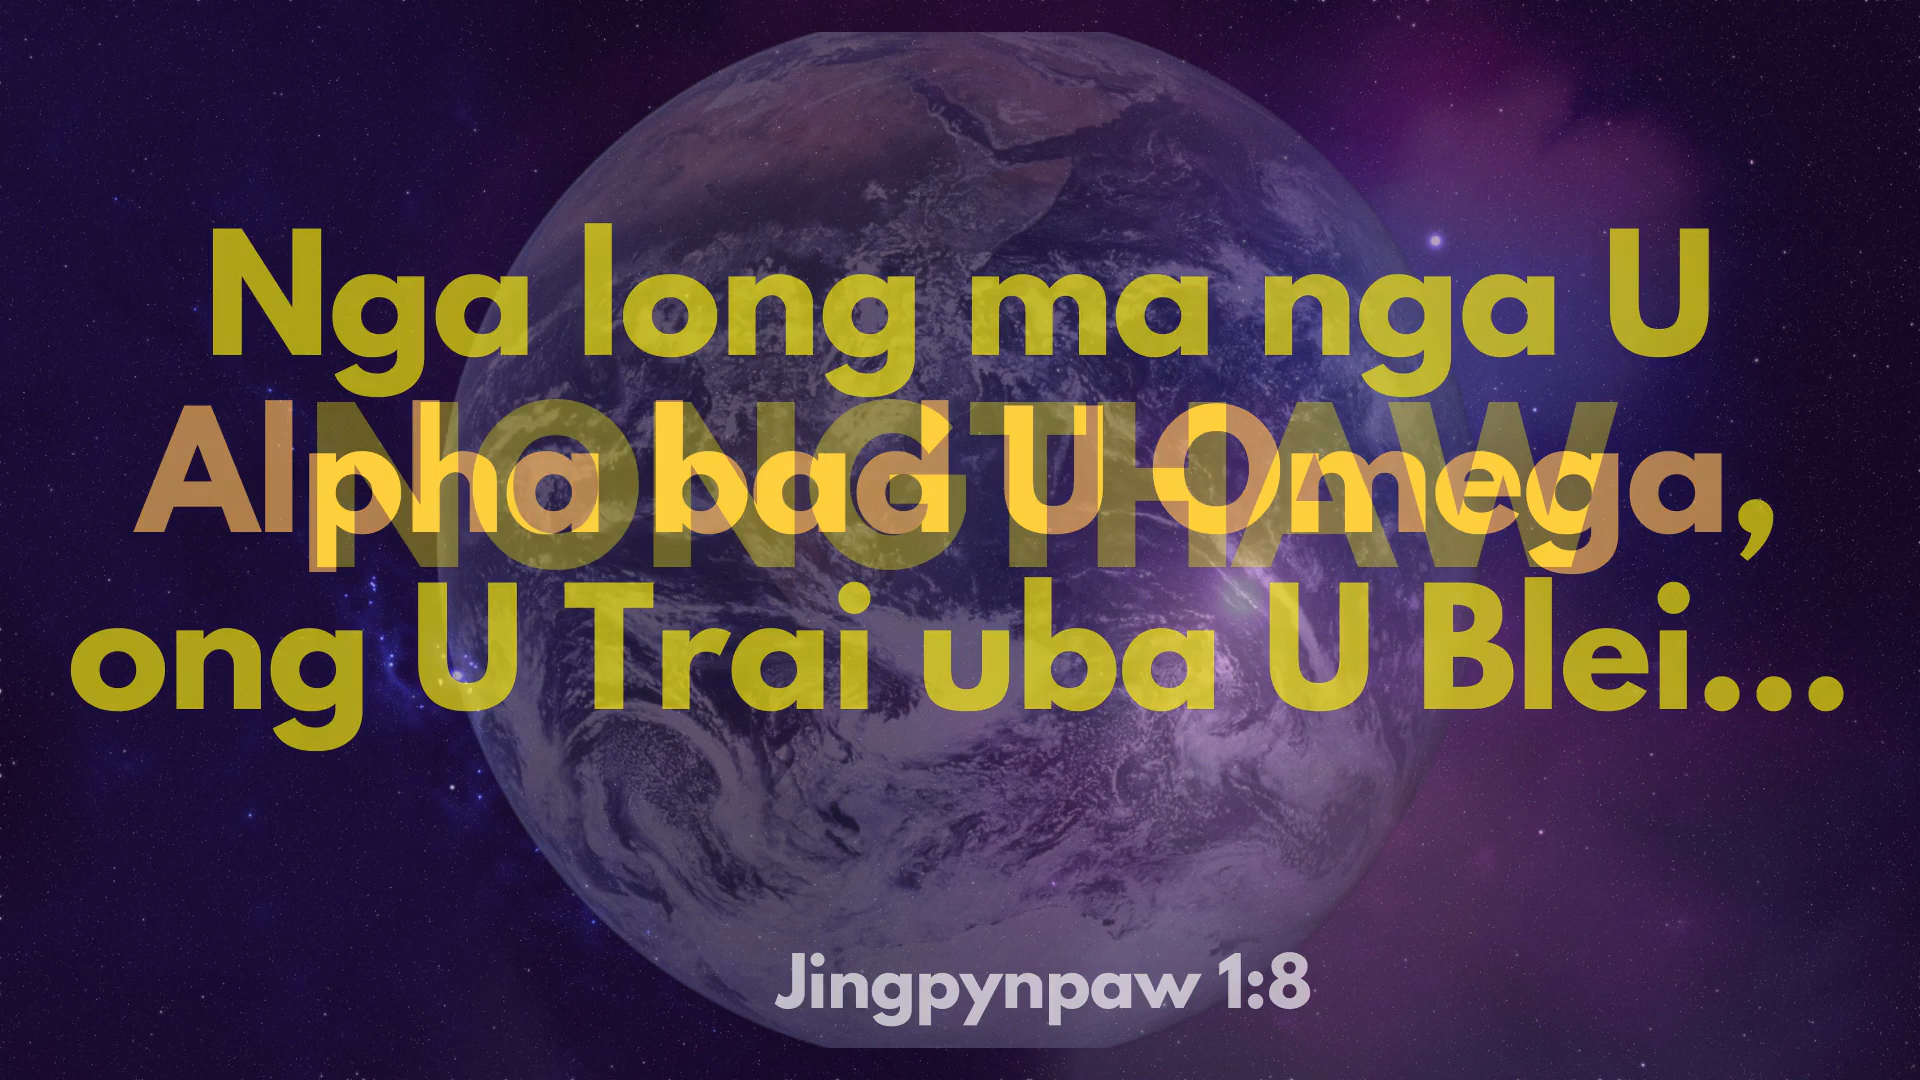 Nga long ma nga U
Alpha bad U Omega,
NONGTHAW
ong U Trai uba U Blei...
Jingpynpaw 1:8